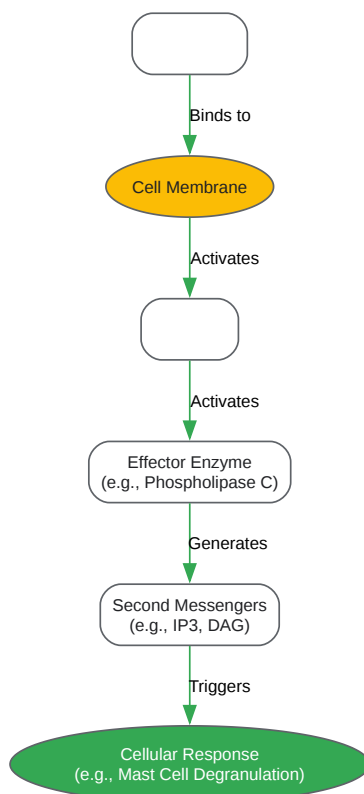 Binds to
Cell Membrane
Activates
Activates
Effector Enzyme
(e.g., Phospholipase C)
Generates
Second Messengers
(e.g., IP3, DAG)
Triggers
Cellular Response
(e.g., Mast Cell Degranulation)